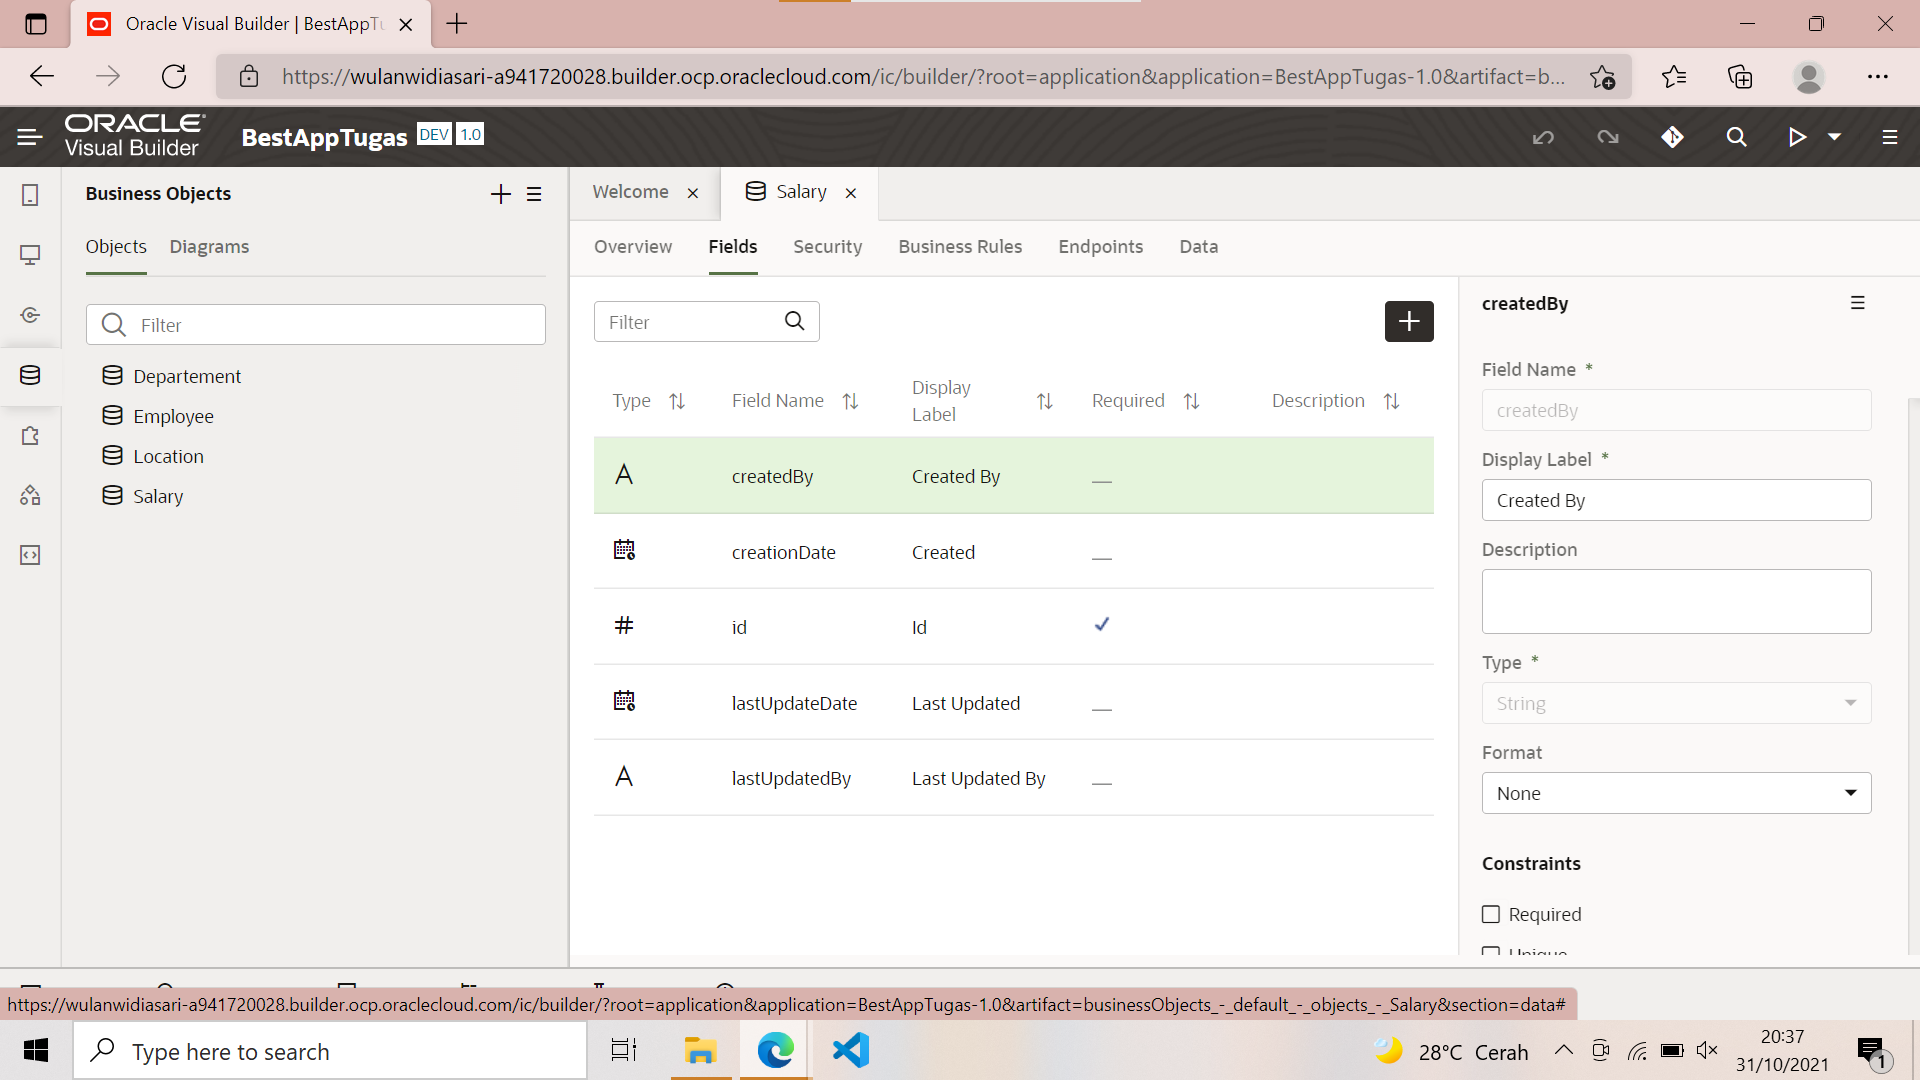 Oracle Visual Builder | BestAppTu
https://wulanwidiasari-a941720028.builder.ocp.oraclecloud.com/ic/builder/?root=application&application=BestAppTugas-1.0&artifact=b...
ORACLE
Visual Builder
BestAppTugas DEV 1.0
Business Objects
Objects Diagrams
Filter
Departement
Employee
Location
Salary
Welcome
Salary
Overview Fields Security Business Rules Endpoints Data
Filter
Type Field Name Display Label Required Description
A createdBy Created By
creationDate Created
# id Id
lastUpdateDate Last Updated
A lastUpdatedBy Last Updated By
createdBy
Field Name *
createdBy
Display Label *
Created By
Description
Type *
String
Format
None
Constraints
Required
Unique
https://wulanwidiasari-a941720028.builder.ocp.oraclecloud.com/ic/builder/?root=application&application=BestAppTugas-1.0&artifact=businessObjects_-_default_-_objects_-_Salary&section=data#
Type here to search
28°C Cerah
20:37
31/10/2021
1